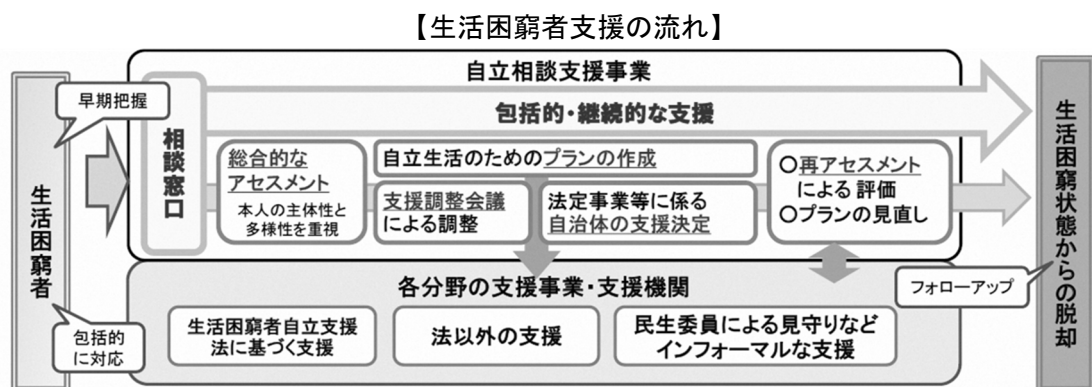 【生活困窮者支援の流れ】
自立相談支援事業
早期把握
包括的・継続的な支援
生活困窮者
相談窓口
総合的な
アセスメント
本人の主体性と
多様性を重視
自立生活のためのプランの作成
支援調整会議
による調整
法定事業等に係る
自治体の支援決定
○再アセスメント
による評価
○プランの見直し
生活困窮状態からの脱却
各分野の支援事業・支援機関
フォローアップ
包括的
に対応
生活困窮者自立支援
法に基づく支援
法以外の支援
民生委員による見守りなど
インフォーマルな支援